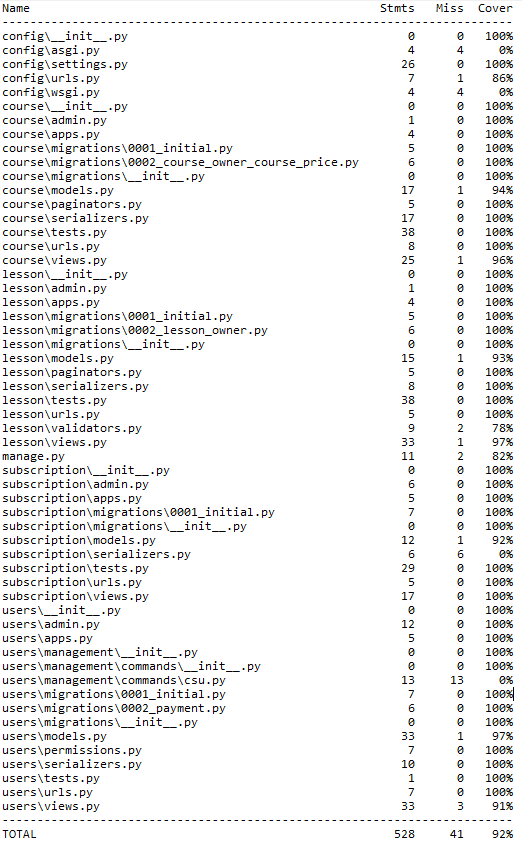 Name Stmts Miss Cover
---------------------------------------------------------------------------
config\__init__.py 0 0 100%
config\asgi.py 4 4 0%
config\settings.py 26 0 100%
config\urls.py 7 1 86%
config\wsgi.py 4 4 0%
course\__init__.py 0 0 100%
course\admin.py 1 0 100%
course\apps.py 4 0 100%
course\migrations\0001_initial.py 5 0 100%
course\migrations\0002_course_owner_course_price.py 6 0 100%
course\migrations\__init__.py 0 0 100%
course\models.py 17 1 94%
course\paginators.py 5 0 100%
course\serializers.py 17 0 100%
course\tests.py 38 0 100%
course\urls.py 8 0 100%
course\views.py 25 1 96%
lesson\__init__.py 0 0 100%
lesson\admin.py 1 0 100%
lesson\apps.py 4 0 100%
lesson\migrations\0001_initial.py 5 0 100%
lesson\migrations\0002_lesson_owner.py 6 0 100%
lesson\migrations\__init__.py 0 0 100%
lesson\models.py 15 1 93%
lesson\paginators.py 5 0 100%
lesson\serializers.py 8 0 100%
lesson\tests.py 38 0 100%
lesson\urls.py 5 0 100%
lesson\validators.py 9 2 78%
lesson\views.py 33 1 97%
manage.py 11 2 82%
subscription\__init__.py 0 0 100%
subscription\admin.py 6 0 100%
subscription\apps.py 5 0 100%
subscription\migrations\0001_initial.py 7 0 100%
subscription\migrations\__init__.py 0 0 100%
subscription\models.py 12 1 92%
subscription\serializers.py 6 6 0%
subscription\tests.py 29 0 100%
subscription\urls.py 5 0 100%
subscription\views.py 17 0 100%
users\__init__.py 0 0 100%
users\admin.py 12 0 100%
users\apps.py 5 0 100%
users\management\__init__.py 0 0 100%
users\management\commands\__init__.py 0 0 100%
users\management\commands\csu.py 13 13 0%
users\migrations\0001_initial.py 7 0 100%
users\migrations\0002_payment.py 6 0 100%
users\migrations\__init__.py 0 0 100%
users\models.py 33 1 97%
users\permissions.py 7 0 100%
users\serializers.py 10 0 100%
users\tests.py 1 0 100%
users\urls.py 7 0 100%
users\views.py 33 3 91%
---------------------------------------------------------------------------
TOTAL 528 41 92%